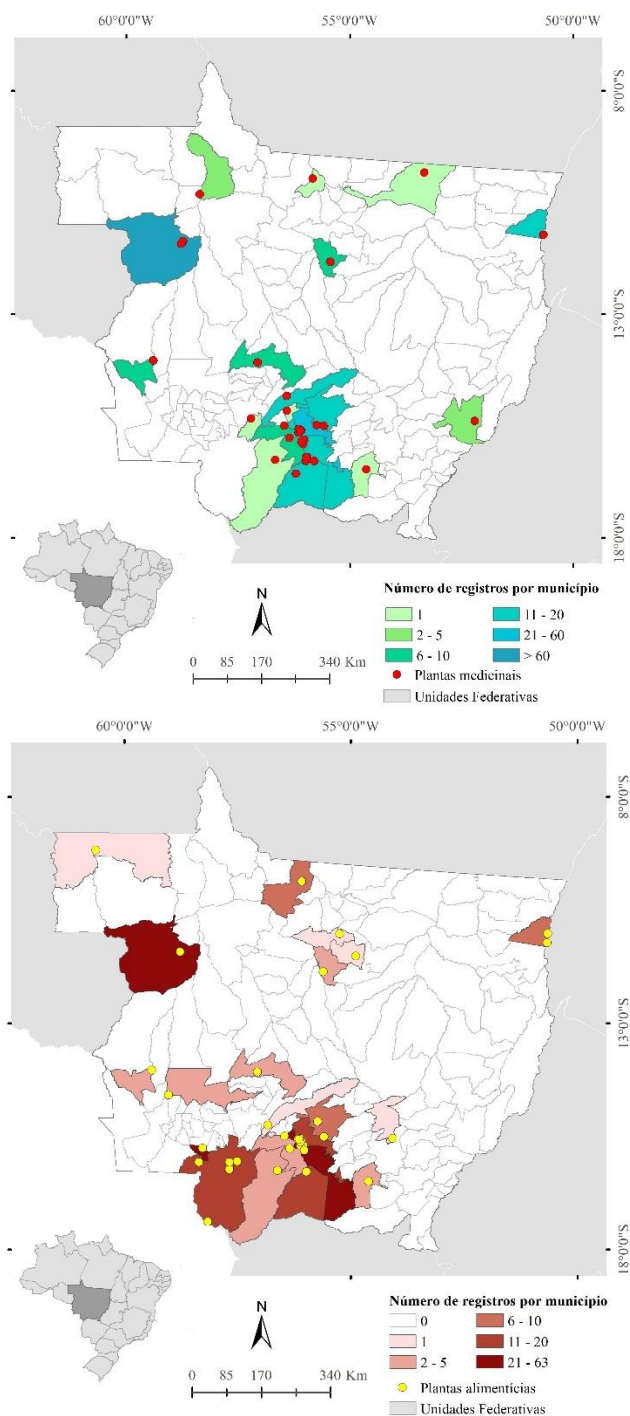 60°0'0"W 55°0'0"W 50°0'0"W
8°0'0"S
13°0'0"S
18°0'0"S
N
0 85 170 340 Km
Número de registros por município
1 11 - 20
2 - 5 21 - 60
6 - 10 > 60
Plantas medicinais
Unidades Federativas
60°0'0"W 55°0'0"W 50°0'0"W
8°0'0"S
13°0'0"S
18°0'0"S
N
0 85 170 340 Km
Número de registros por município
0 6 - 10
1 11 - 20
2 - 5 21 - 63
Plantas alimentícias
Unidades Federativas